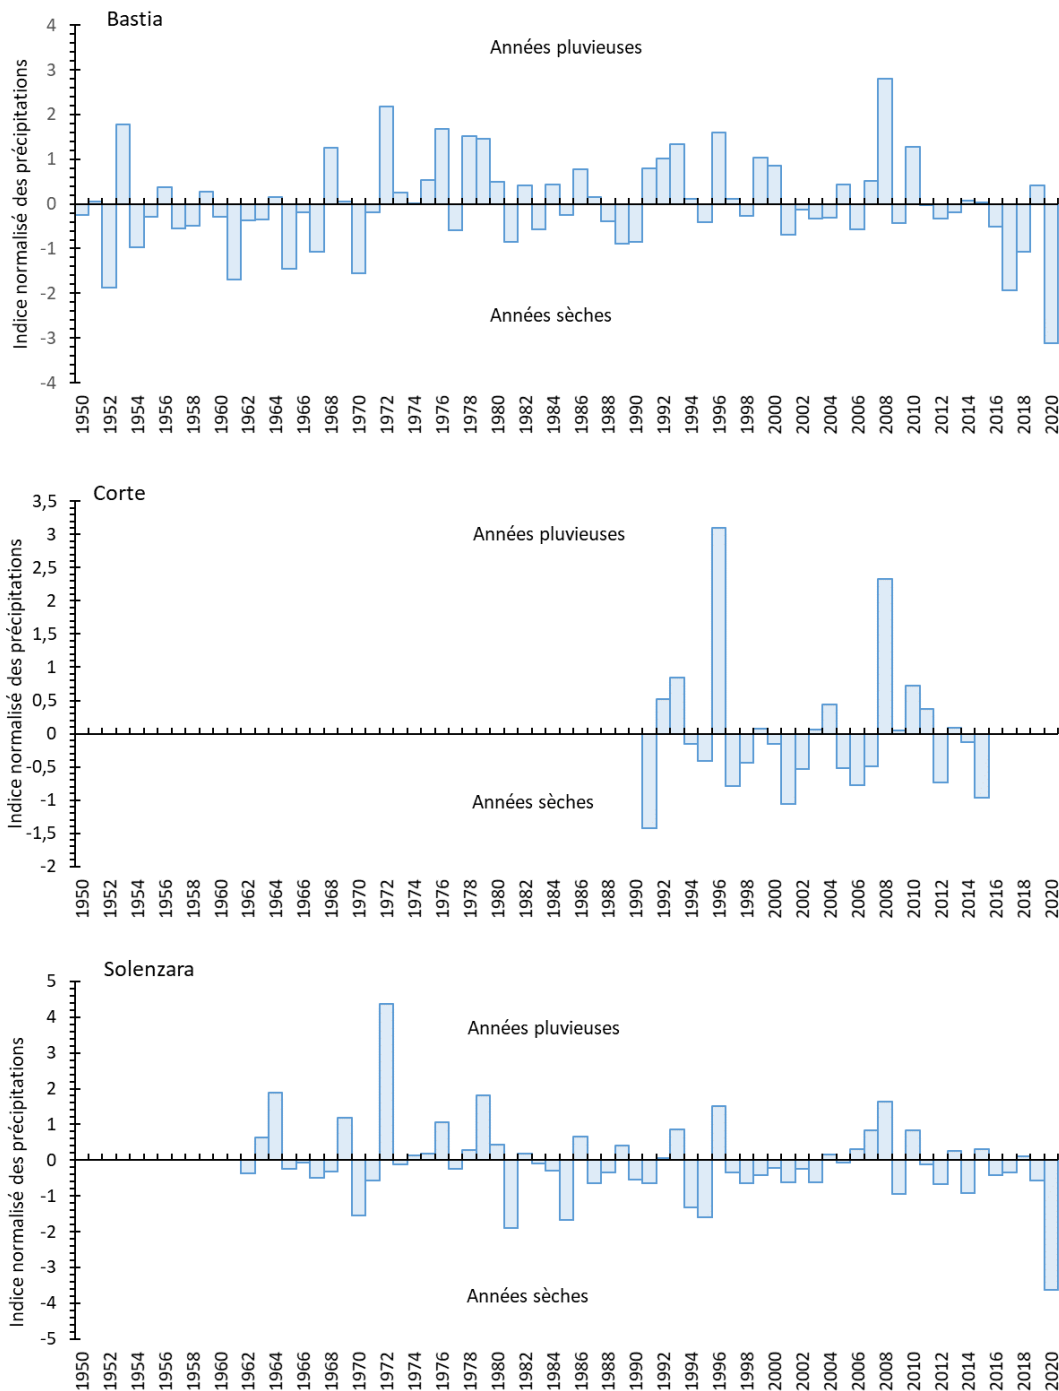 Bastia
Indice normalisé des précipitations
4
3
2
1
0
-1
-2
-3
-4
Années pluvieuses
Années sèches
1950 1952 1954 1956 1958 1960 1962 1964 1966 1968 1970 1972 1974 1976 1978 1980 1982 1984 1986 1988 1990 1992 1994 1996 1998 2000 2002 2004 2006 2008 2010 2012 2014 2016 2018 2020
Corte
Indice normalisé des précipitations
3,5
3
2,5
2
1,5
1
0,5
0
-0,5
-1
-1,5
-2
Années pluvieuses
Années sèches
1950 1952 1954 1956 1958 1960 1962 1964 1966 1968 1970 1972 1974 1976 1978 1980 1982 1984 1986 1988 1990 1992 1994 1996 1998 2000 2002 2004 2006 2008 2010 2012 2014 2016 2018 2020
Solenzara
Indice normalisé des précipitations
5
4
3
2
1
0
-1
-2
-3
-4
-5
Années pluvieuses
Années sèches
1950 1952 1954 1956 1958 1960 1962 1964 1966 1968 1970 1972 1974 1976 1978 1980 1982 1984 1986 1988 1990 1992 1994 1996 1998 2000 2002 2004 2006 2008 2010 2012 2014 2016 2018 2020